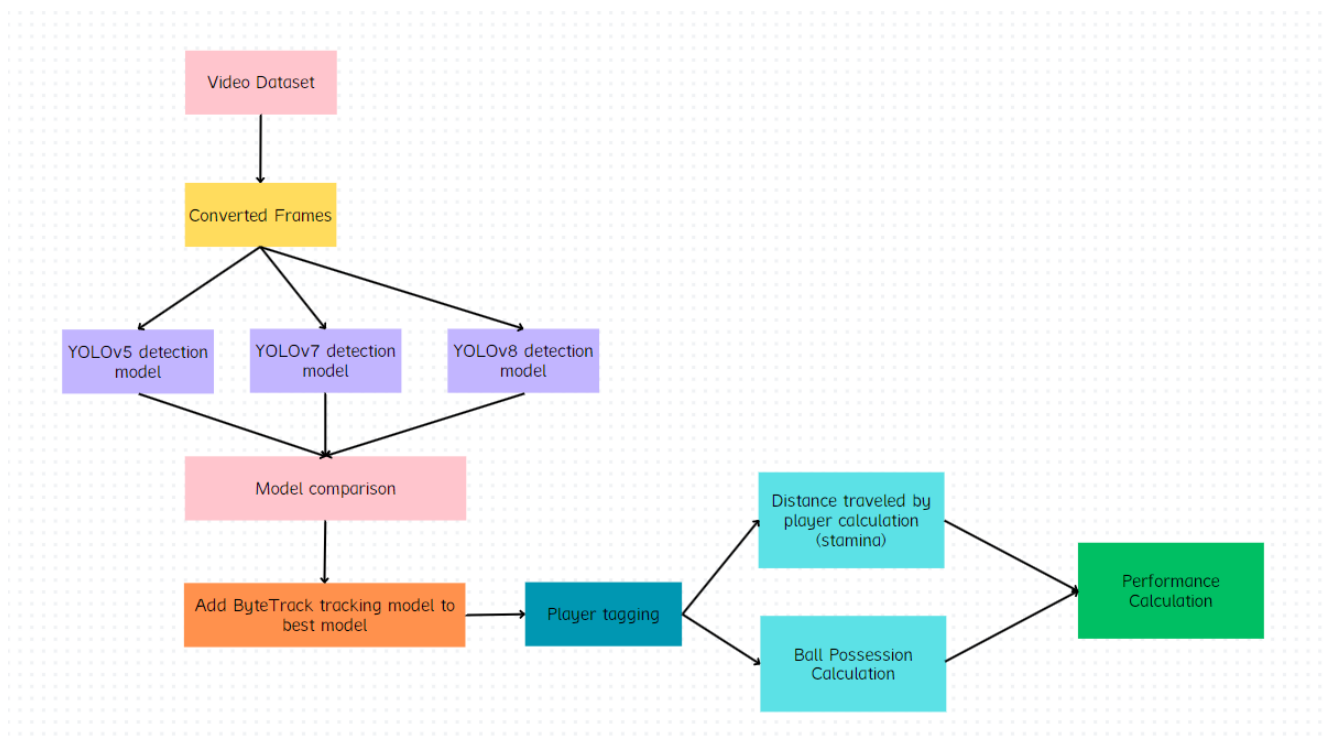 Video Dataset
Converted Frames
YOLOv5 detection
model
YOLOv7 detection
model
YOLOv8 detection
model
Model comparison
Add ByteTrack tracking model to
best model
Player tagging
Distance traveled by
player calculation
(stamina)
Ball Possession
Calculation
Performance
Calculation